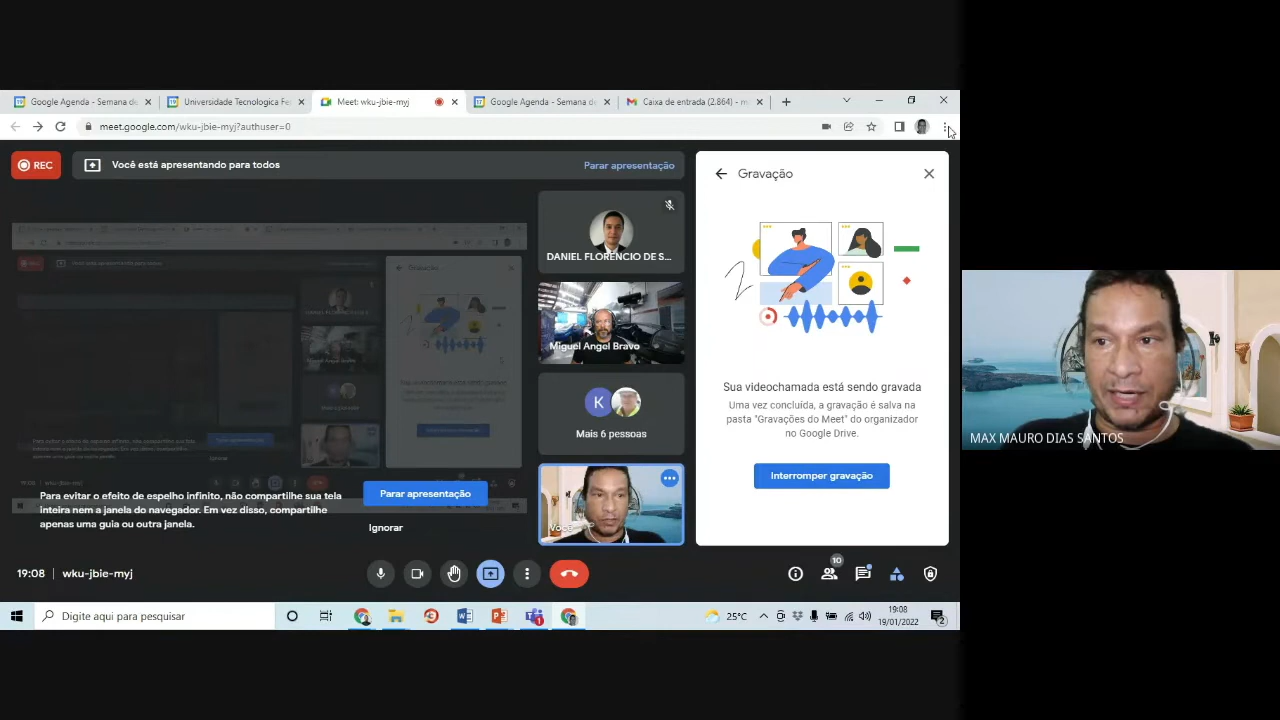 Google Agenda - Semana de
Universidade Tecnologica Fe
Meet: wku-jbie-myj
Google Agenda - Semana de
Caixa de entrada (2.864) - m
meet.google.com/wku-jbie-myj?authuser=0
REC
Você está apresentando para todos
Parar apresentação
Gravação
DANIEL FLORENCIO DE S...
Miguel Angel Bravo
K
Mais 6 pessoas
Você
Sua videochamada está sendo gravada
Uma vez concluída, a gravação é salva na
pasta "Gravações do Meet" do organizador
no Google Drive.
Interromper gravação
MAX MAURO DIAS SANTOS
Para evitar o efeito de espelho infinito, não compartilhe sua tela
inteira nem a janela do navegador. Em vez disso, compartilhe
apenas uma guia ou outra janela.
Parar apresentação
Ignorar
19:08
wku-jbie-myj
10
Digite aqui para pesquisar
25°C
19:08
19/01/2022
2